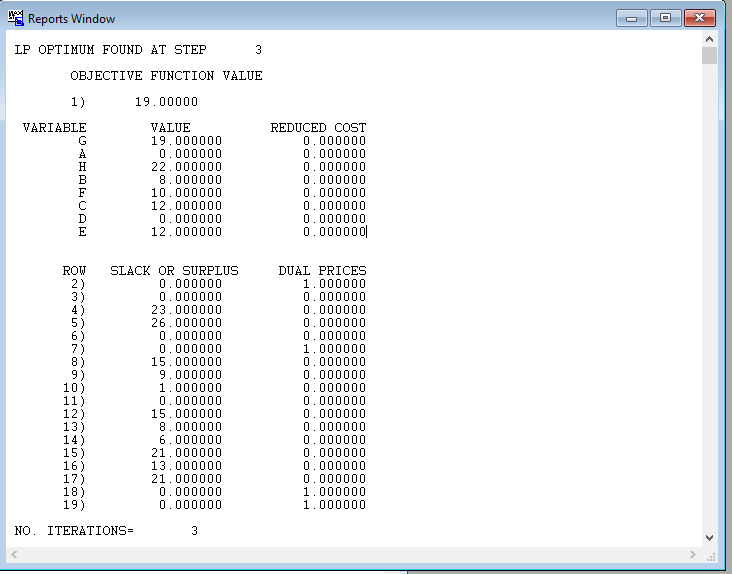 Reports Window
LP OPTIMUM FOUND AT STEP 3
OBJECTIVE FUNCTION VALUE
1) 19.00000
VARIABLE VALUE REDUCED COST
G 19.000000 0.000000
A 0.000000 0.000000
H 22.000000 0.000000
B 8.000000 0.000000
F 10.000000 0.000000
C 12.000000 0.000000
D 0.000000 0.000000
E 12.000000 0.000000
ROW SLACK OR SURPLUS DUAL PRICES
2) 0.000000 1.000000
3) 0.000000 0.000000
4) 23.000000 0.000000
5) 26.000000 0.000000
6) 0.000000 0.000000
7) 0.000000 1.000000
8) 15.000000 0.000000
9) 9.000000 0.000000
10) 1.000000 0.000000
11) 0.000000 0.000000
12) 15.000000 0.000000
13) 8.000000 0.000000
14) 6.000000 0.000000
15) 21.000000 0.000000
16) 13.000000 0.000000
17) 21.000000 0.000000
18) 0.000000 1.000000
19) 0.000000 1.000000
NO. ITERATIONS= 3